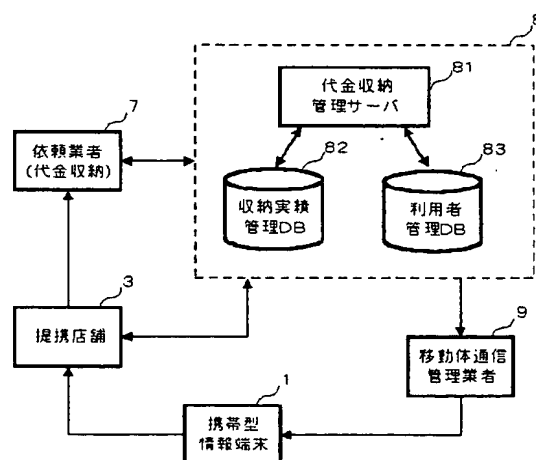 8
81
代金収納
管理サーバ
7
依頼業者
(代金収納)
82
収納実績
管理DB
83
利用者
管理DB
3
提携店舗
9
移動体通信
管理業者
1
携帯型
情報端末